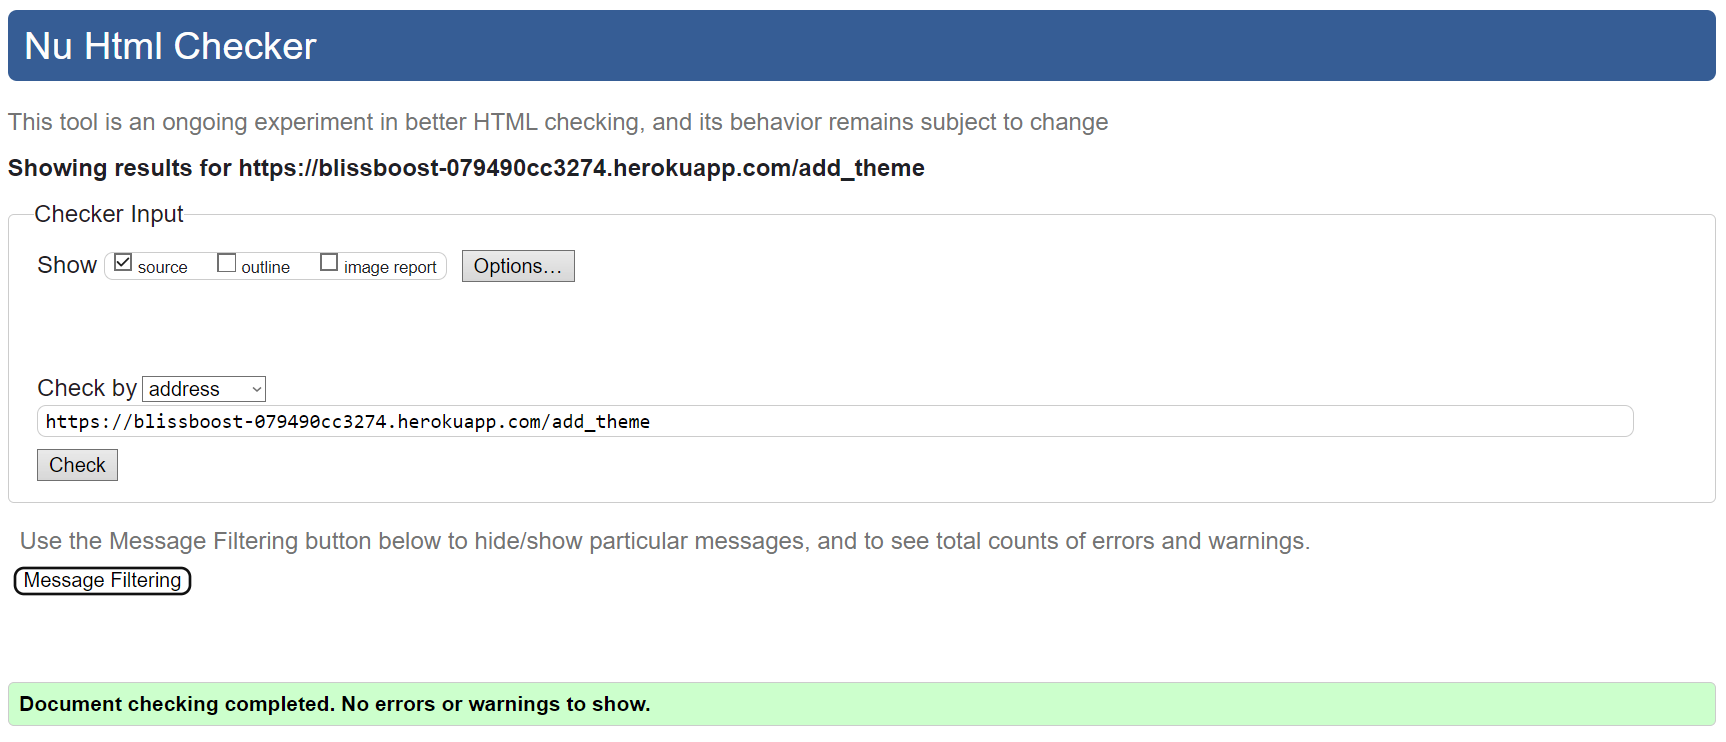 Nu Html Checker
This tool is an ongoing experiment in better HTML checking, and its behavior remains subject to change
Showing results for https://blissboost-079490cc3274.herokuapp.com/add_theme
Checker Input
Show source outline image report Options...
Check by address
https://blissboost-079490cc3274.herokuapp.com/add_theme
Check
Use the Message Filtering button below to hide/show particular messages, and to see total counts of errors and warnings.
Message Filtering
Document checking completed. No errors or warnings to show.